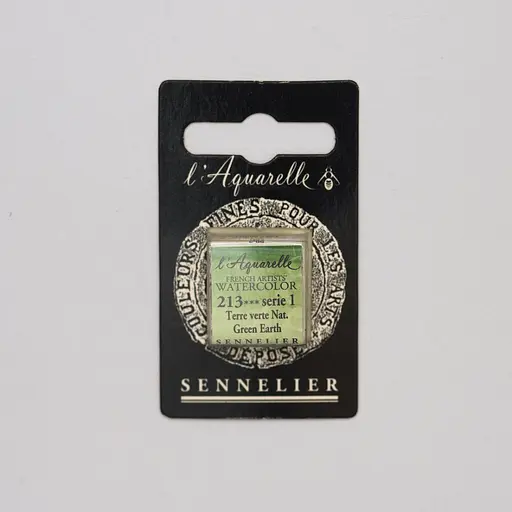 l'Aquarelle
COULEURS FINES POUR LES ARTS
DÉPOSÉ
l'Aquarelle
FRENCH ARTISTS'
WATERCOLOR
213*** serie 1
Terre verte Nat.
Green Earth
SENNELIER
SENNELIER